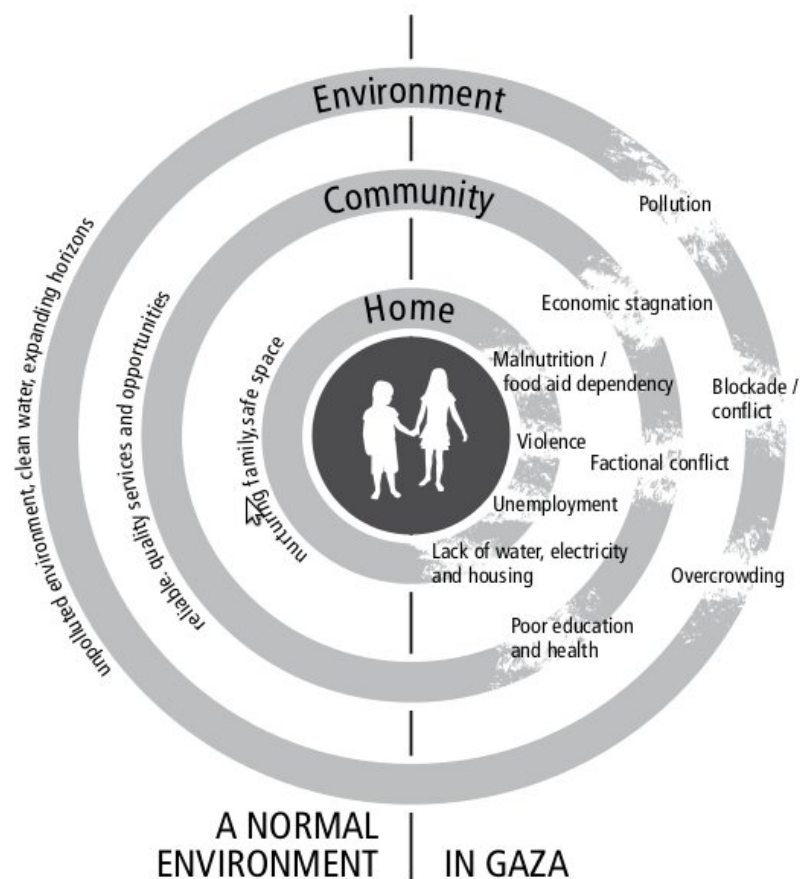 Environment
Community
Home
unpolluted environment, clean water, expanding horizons
reliable. quality services and opportunities
nurturing family,safe space
Pollution
Economic stagnation
Malnutrition /
food aid dependency
Blockade /
conflict
Violence
Factional conflict
Unemployment
Lack of water, electricity
and housing
Overcrowding
Poor education
and health
A NORMAL
ENVIRONMENT
IN GAZA